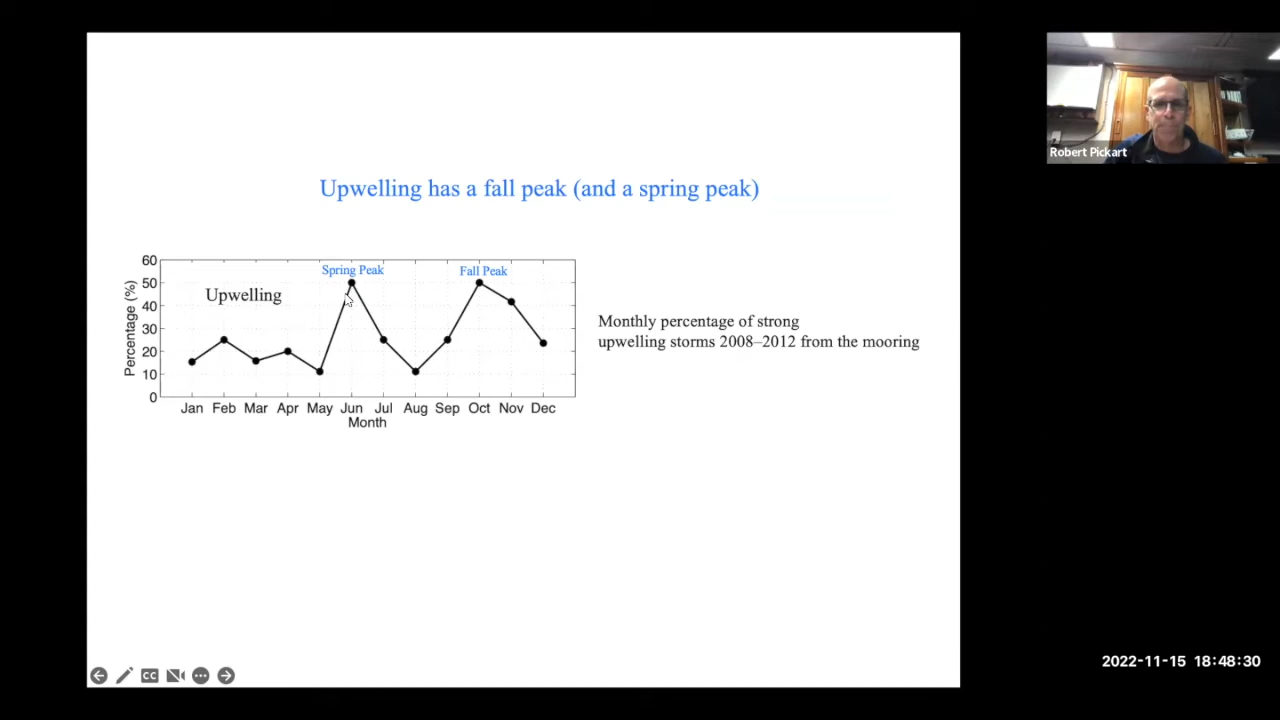 Robert Pickart
Upwelling has a fall peak (and a spring peak)
60
50
40
30
20
10
0
Percentage (%)
Upwelling
Spring Peak
Fall Peak
Jan Feb Mar Apr May Jun Jul Aug Sep Oct Nov Dec
Month
Monthly percentage of strong
upwelling storms 2008–2012 from the mooring
CC
2022-11-15 18:48:30